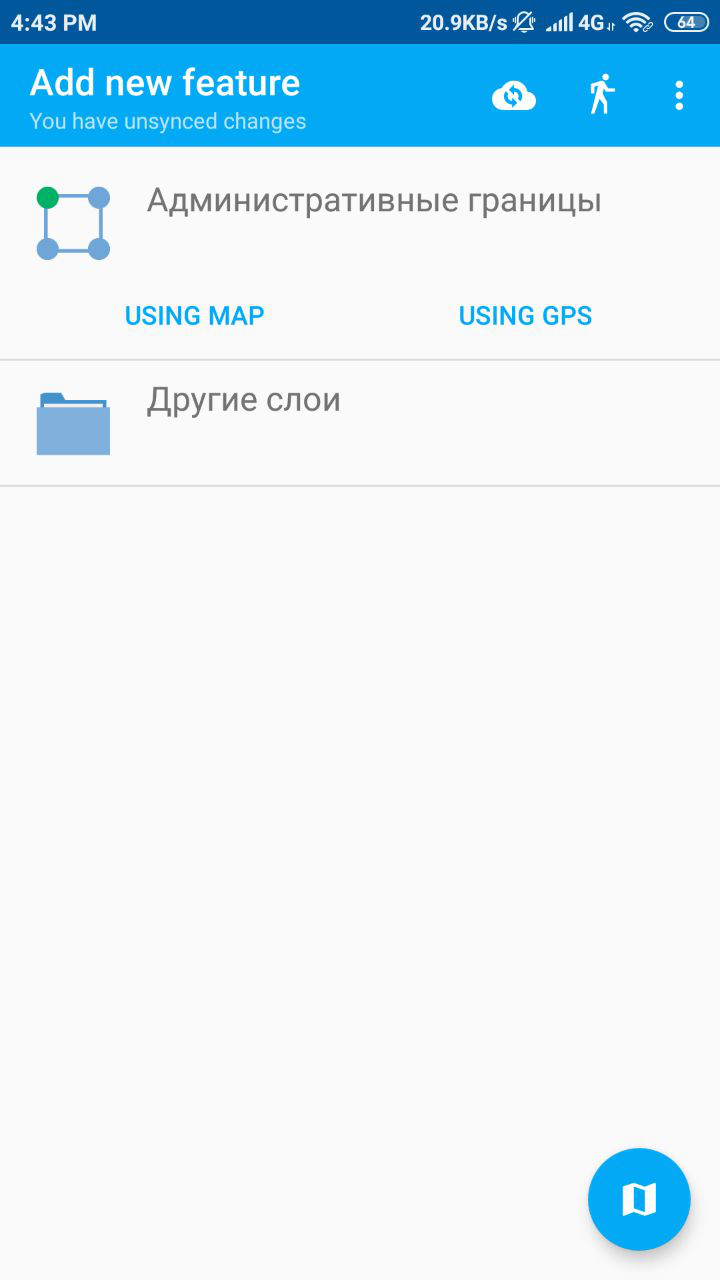 4:43 PM 20.9KB/s 4G 64
Add new feature
You have unsynced changes
Административные границы
USING MAP USING GPS
Другие слои